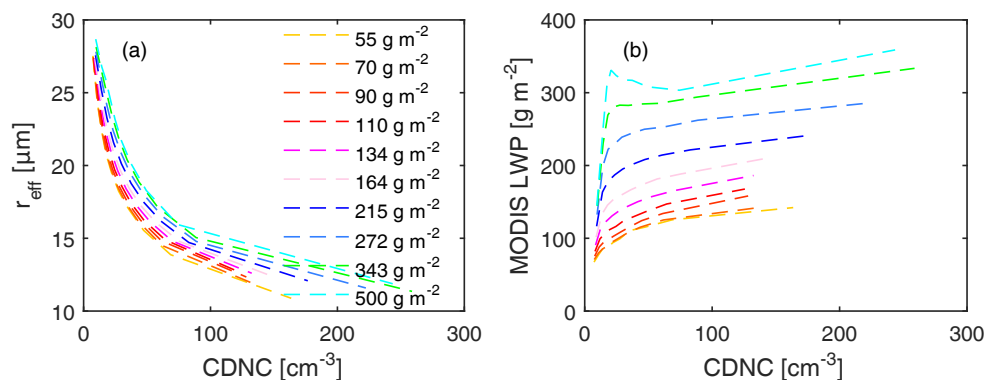 (a)
30
25
20
15
10
r_eff [µm]
0
100
200
300
CDNC [cm⁻³]
55 g m⁻²
70 g m⁻²
90 g m⁻²
110 g m⁻²
134 g m⁻²
164 g m⁻²
215 g m⁻²
272 g m⁻²
343 g m⁻²
500 g m⁻²
(b)
400
300
200
100
0
MODIS LWP [g m⁻²]
0
100
200
300
CDNC [cm⁻³]